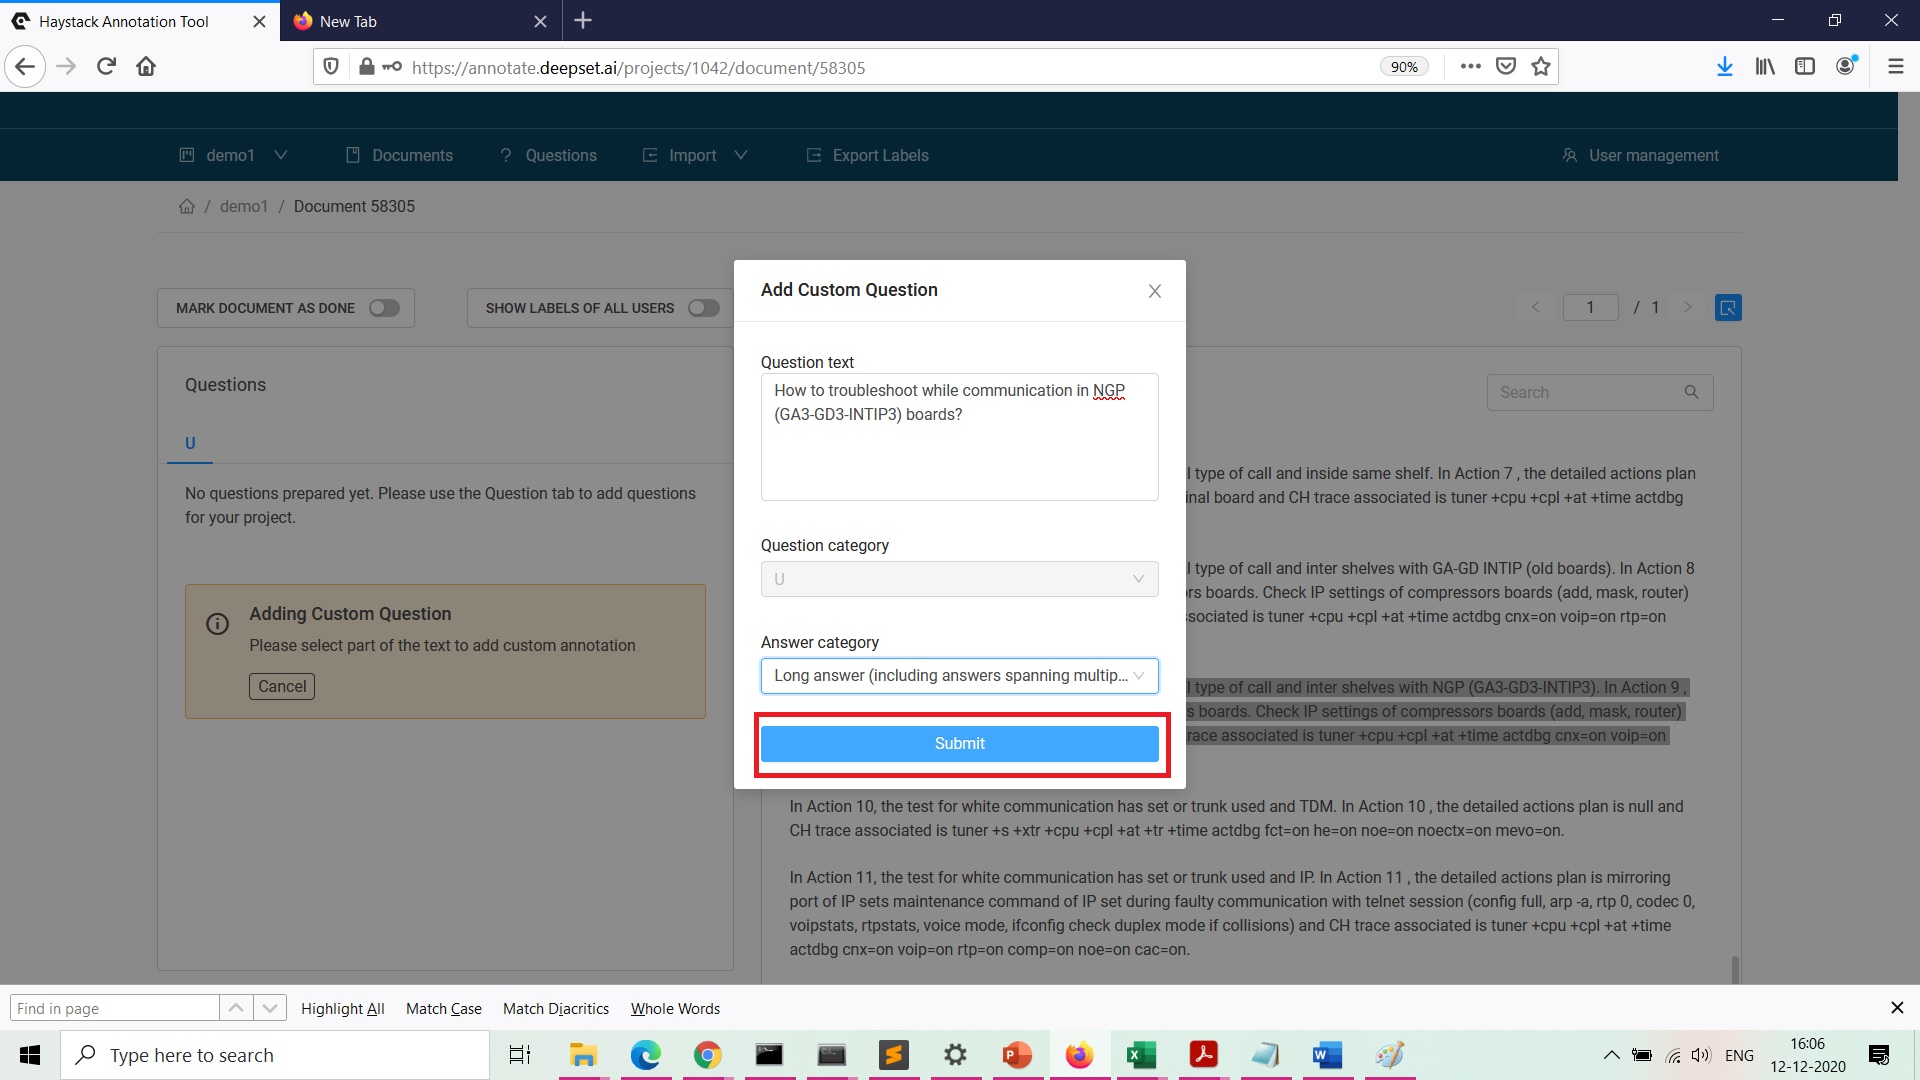 Haystack Annotation Tool
New Tab
https://annotate.deepset.ai/projects/1042/document/58305
90%
demo1
Documents
? Questions
Import
Export Labels
User management
/ demo1 / Document 58305
MARK DOCUMENT AS DONE
SHOW LABELS OF ALL USERS
1 / 1
Questions
U
No questions prepared yet. Please use the Question tab to add questions
for your project.
Adding Custom Question
Please select part of the text to add custom annotation
Cancel
Add Custom Question
Question text
How to troubleshoot while communication in NGP
(GA3-GD3-INTIP3) boards?
Question category
U
Answer category
Long answer (including answers spanning multip...
Submit
Search
l type of call and inside same shelf. In Action 7 , the detailed actions plan
inal board and CH trace associated is tuner +cpu +cpl +at +time actdbg
l type of call and inter shelves with GA-GD INTIP (old boards). In Action 8
rs boards. Check IP settings of compressors boards (add, mask, router)
sociated is tuner +cpu +cpl +at +time actdbg cnx=on voip=on rtp=on
l type of call and inter shelves with NGP (GA3-GD3-INTIP3). In Action 9 ,
s boards. Check IP settings of compressors boards (add, mask, router)
race associated is tuner +cpu +cpl +at +time actdbg cnx=on voip=on
In Action 10, the test for white communication has set or trunk used and TDM. In Action 10 , the detailed actions plan is null and
CH trace associated is tuner +s +xtr +cpu +cpl +at +tr +time actdbg fct=on he=on noe=on noectx=on mevo=on.
In Action 11, the test for white communication has set or trunk used and IP. In Action 11 , the detailed actions plan is mirroring
port of IP sets maintenance command of IP set during faulty communication with telnet session (config full, arp -a, rtp 0, codec 0,
voipstats, rtpstats, voice mode, ifconfig check duplex mode if collisions) and CH trace associated is tuner +cpu +cpl +at +time
actdbg cnx=on voip=on rtp=on comp=on noe=on cac=on.
Find in page
Highlight All
Match Case
Match Diacritics
Whole Words
Type here to search
ENG
16:06
12-12-2020